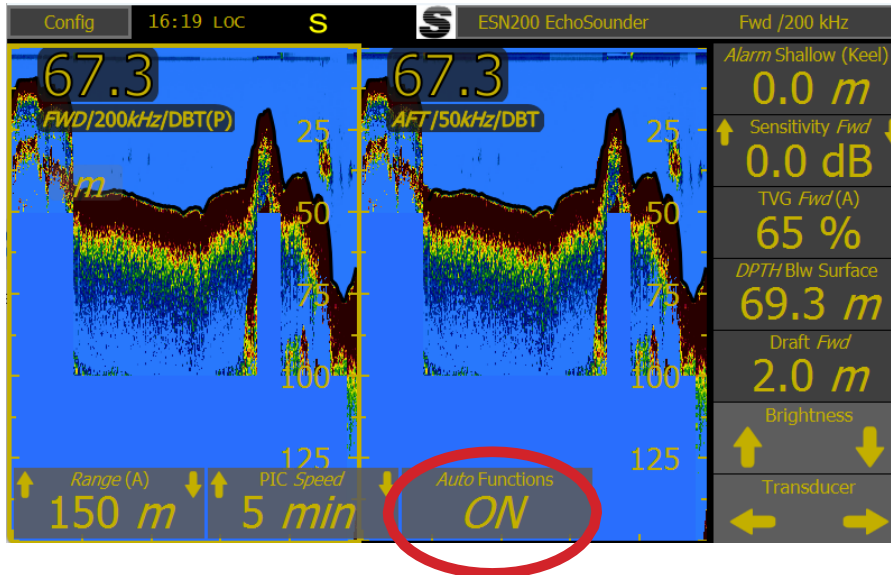 Config
16:19 LOC
S
S
ESN200 EchoSounder
Fwd /200 kHz
67.3
FWD/200kHz/DBT(P)
m
67.3
AFT/50kHz/DBT
25
50
75
100
125
25
50
75
100
125
Range (A)
150 m
PIC Speed
5 min
Auto Functions
ON
Alarm Shallow (Keel)
0.0 m
Sensitivity Fwd
0.0 dB
TVG Fwd (A)
65 %
DPTH Blw Surface
69.3 m
Draft Fwd
2.0 m
Brightness
Transducer